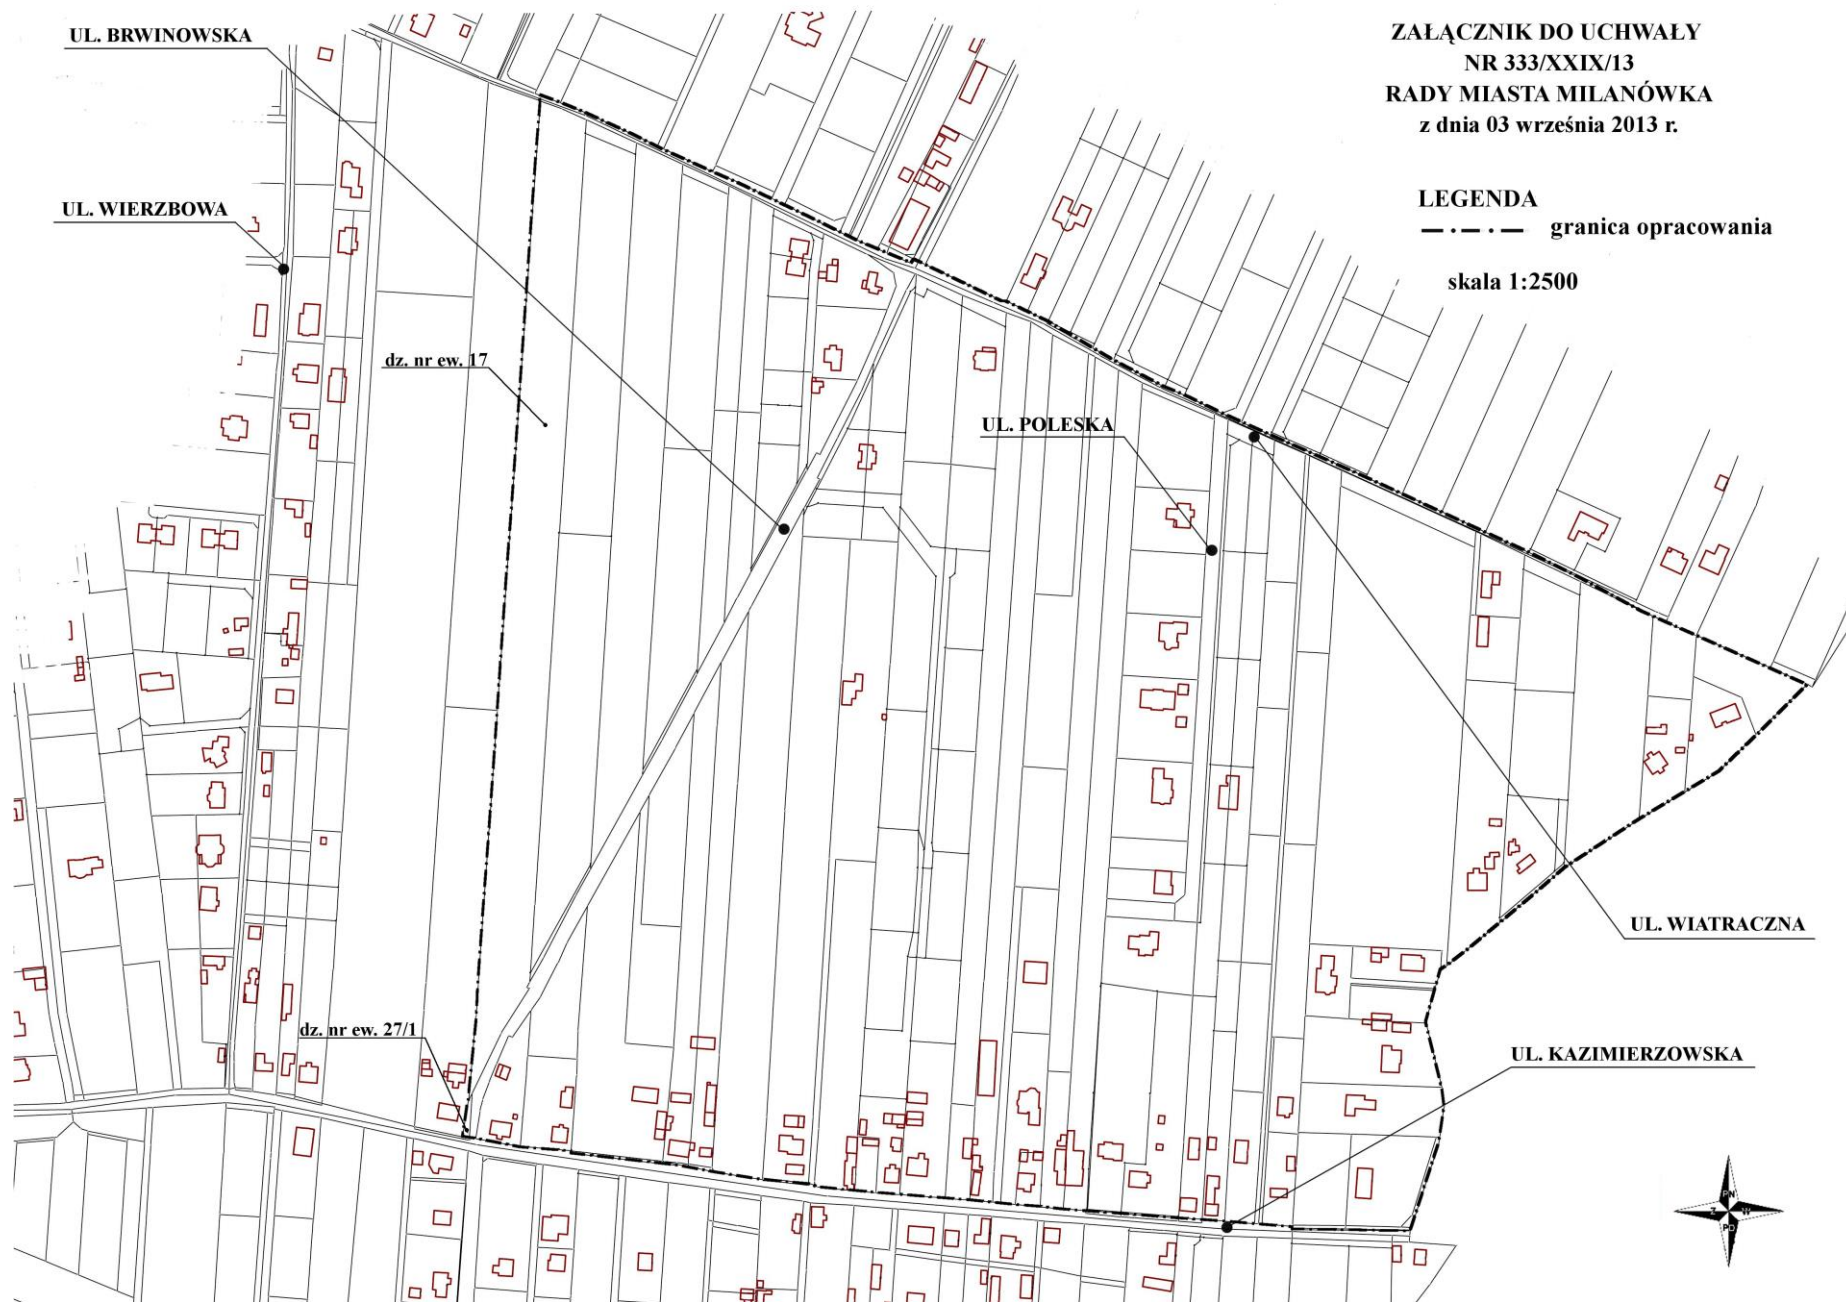 UL. BRWINOWSKA
ZAŁĄCZNIK DO UCHWAŁY
NR 333/XXIX/13
RADY MIASTA MILANÓWKA
z dnia 03 września 2013 r.
UL. WIERZBOWA
LEGENDA
granica opracowania
skala 1:2500
dz. nr ew. 17
UL. POLESKA
UL. WIATRACZNA
dz. nr ew. 27/1
UL. KAZIMIERZOWSKA
PN
Z W
PD